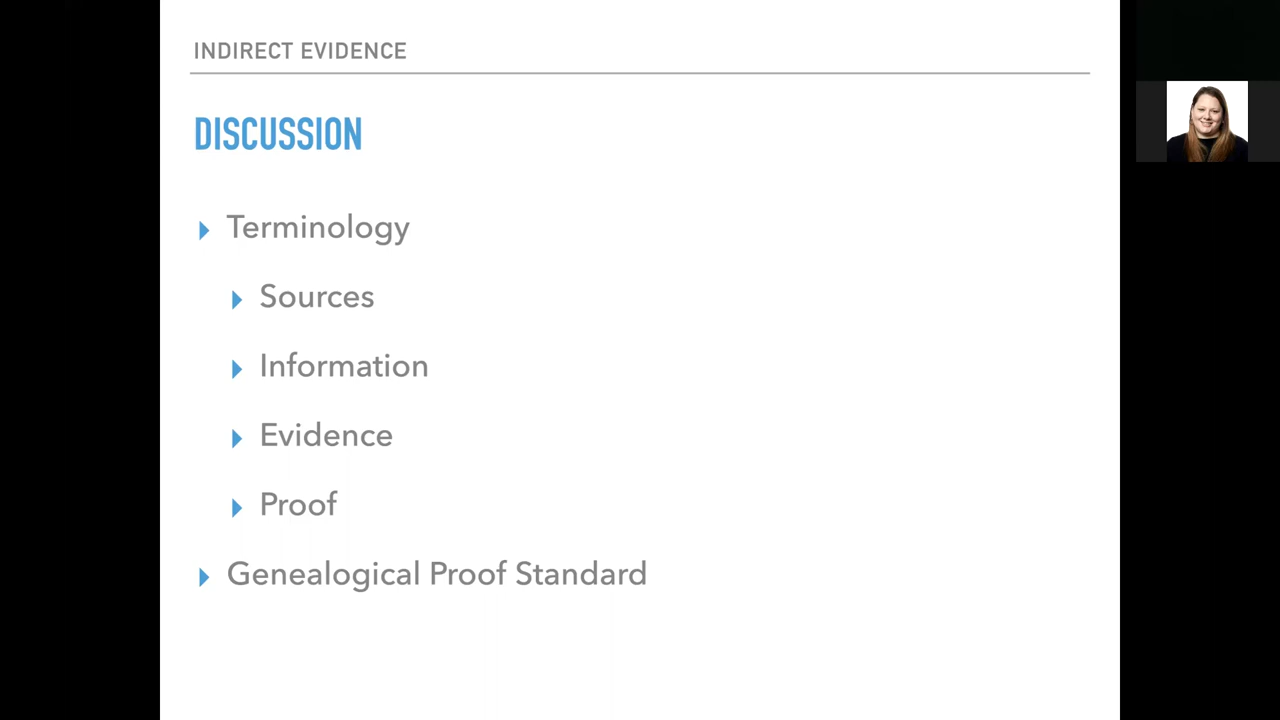 INDIRECT EVIDENCE
DISCUSSION
Terminology
Sources
Information
Evidence
Proof
Genealogical Proof Standard